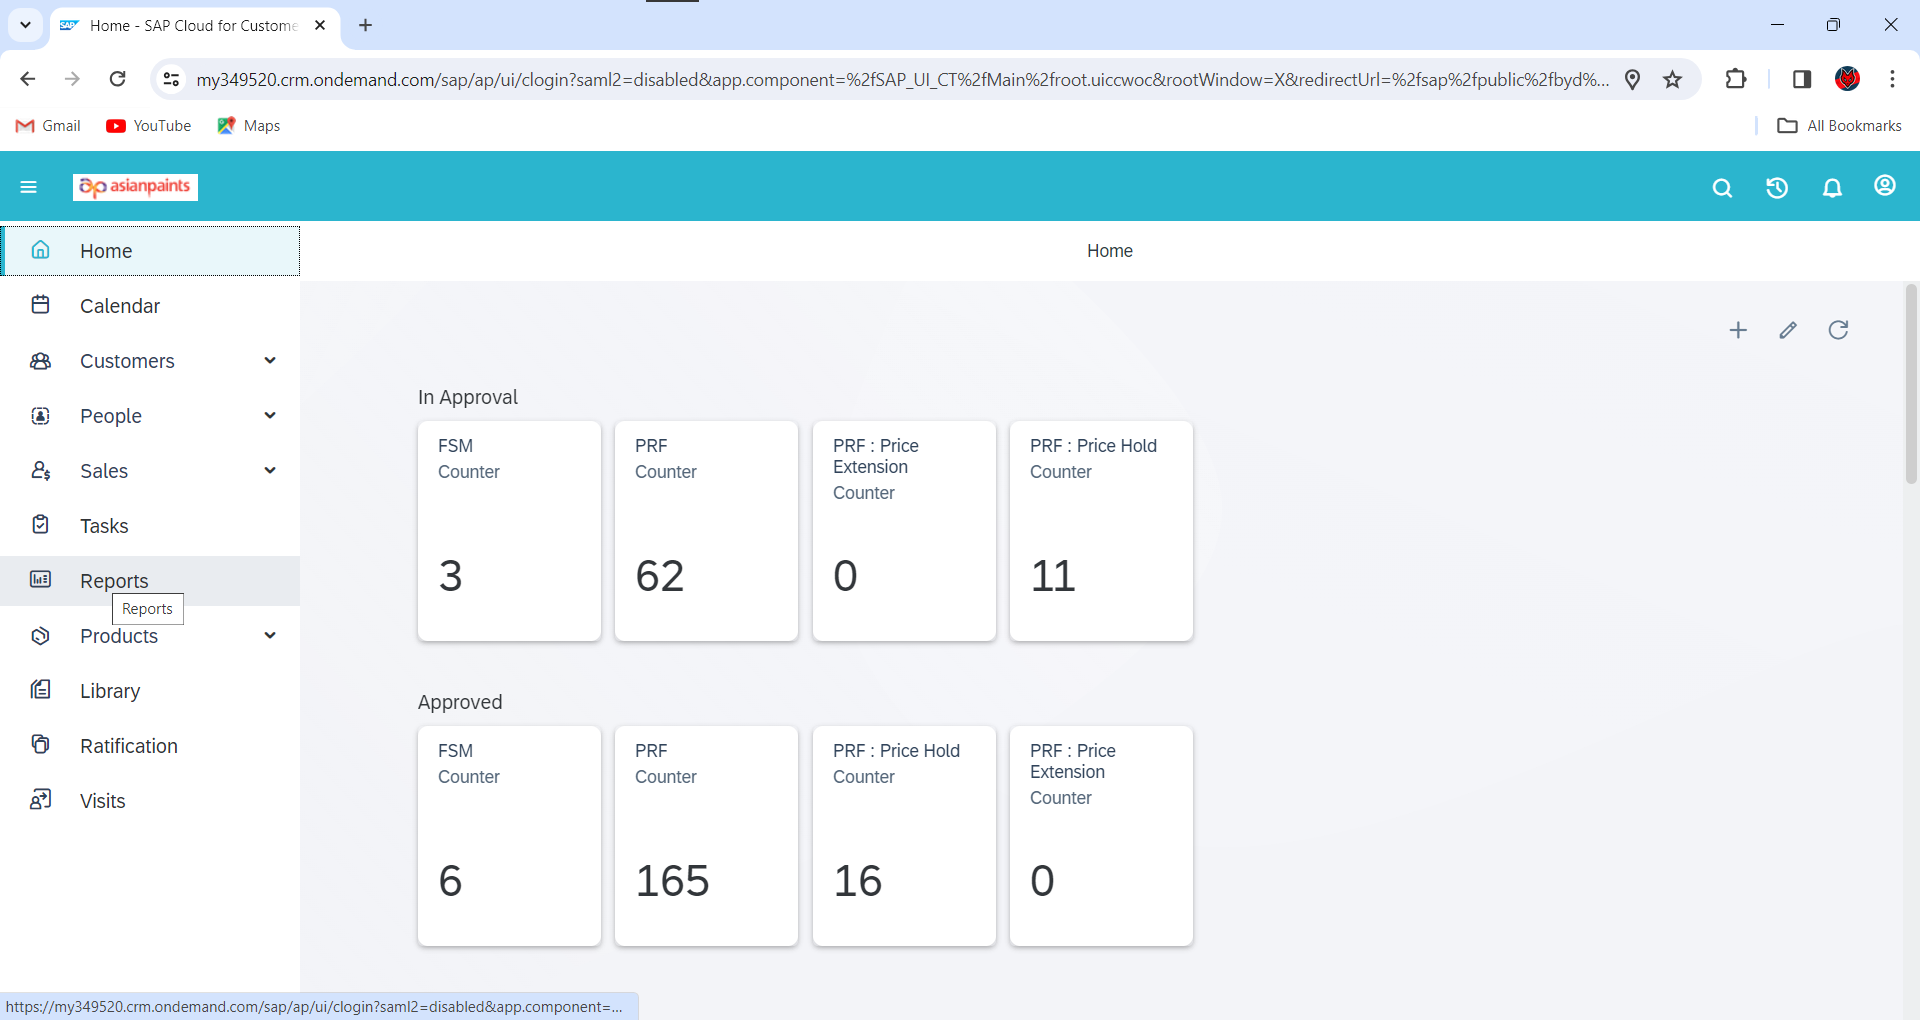 Home - SAP Cloud for Custome
my349520.crm.ondemand.com/sap/ap/ui/clogin?saml2=disabled&app.component=%2fSAP_UI_CT%2fMain%2froot.uiccwoc&rootWindow=X&redirectUrl=%2fsap%2fpublic%2fbyd%...
Gmail
YouTube
Maps
All Bookmarks
asianpaints
Home
Calendar
Customers
People
Sales
Tasks
Reports
Reports
Products
Library
Ratification
Visits
Home
In Approval
FSM
Counter
3
PRF
Counter
62
PRF : Price
Extension
Counter
0
PRF : Price Hold
Counter
11
Approved
FSM
Counter
6
PRF
Counter
165
PRF : Price Hold
Counter
16
PRF : Price
Extension
Counter
0
https://my349520.crm.ondemand.com/sap/ap/ui/clogin?saml2=disabled&app.component=...